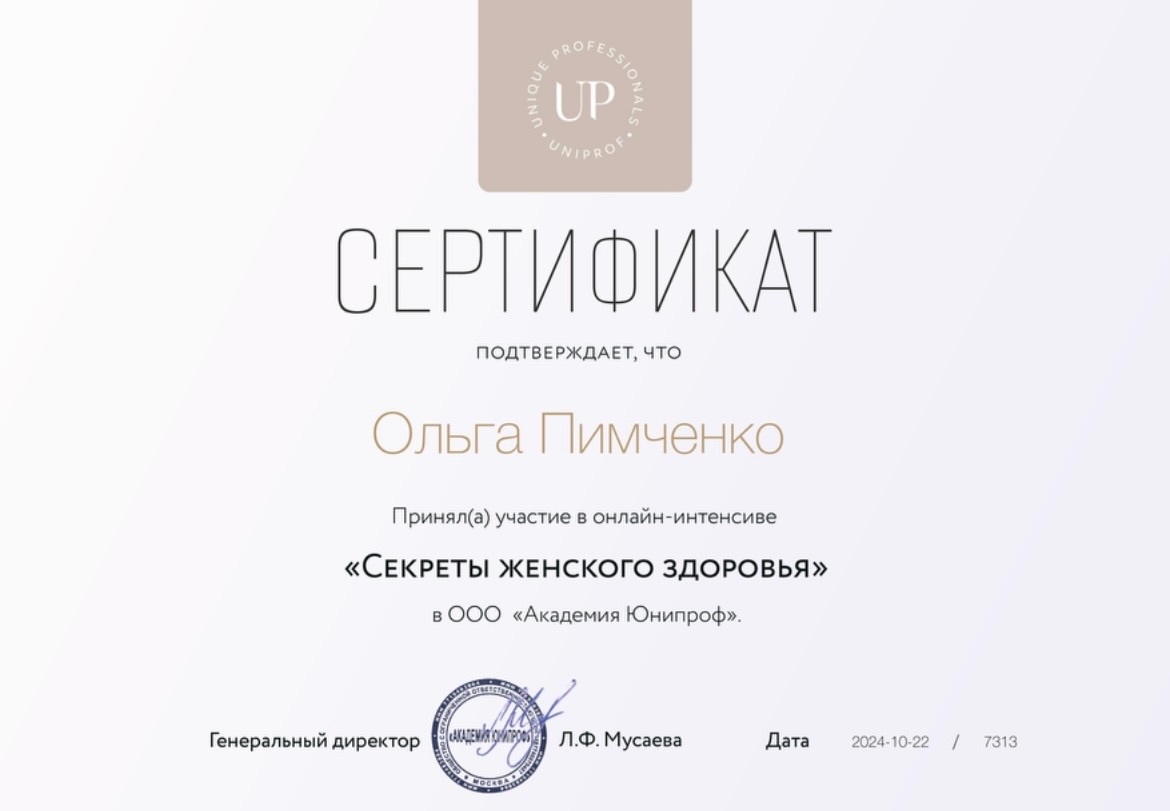 UNIQUE PROFESSIONALS
UP
• UNIPROF •
СЕРТИФИКАТ
ПОДТВЕРЖДАЕТ, ЧТО
Ольга Пимченко
Принял(а) участие в онлайн-интенсиве
«Секреты женского здоровья»
в ООО «Академия Юнипроф».
«АКАДЕМИЯ ЮНИПРОФ»
МОСКВА
Генеральный директор Л.Ф. Мусаева Дата 2024-10-22 / 7313